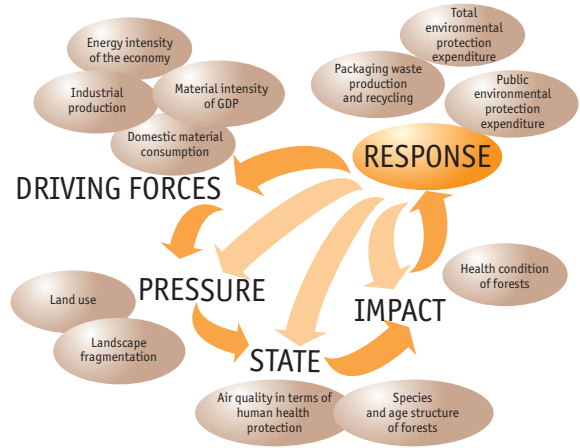 Energy intensity
of the economy
Industrial
production
Material intensity
of GDP
Domestic material
consumption
Total
environmental
protection
expenditure
Packaging waste
production
and recycling
Public
environmental
protection
expenditure
RESPONSE
DRIVING FORCES
PRESSURE
IMPACT
STATE
Health condition
of forests
Land use
Landscape
fragmentation
Air quality in terms of
human health
protection
Species
and age structure
of forests